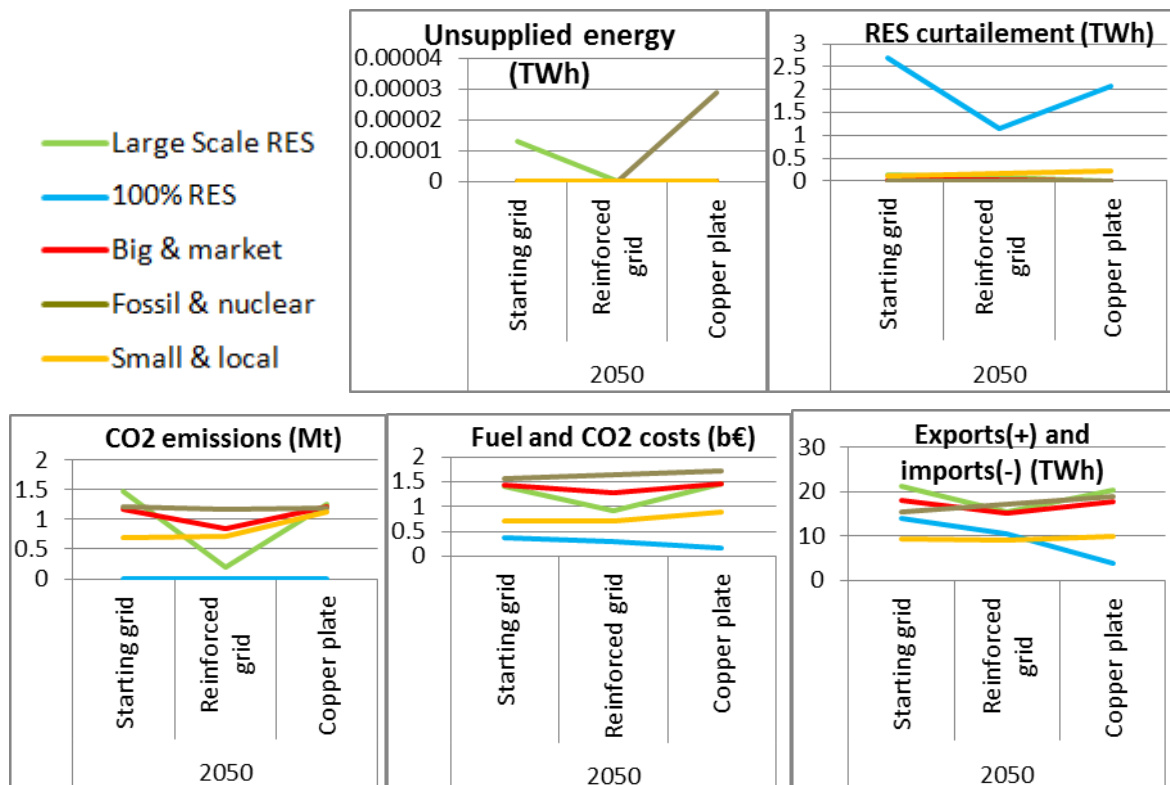 Large Scale RES
100% RES
Big & market
Fossil & nuclear
Small & local
Unsupplied energy
(TWh)
0.00004
0.00003
0.00002
0.00001
0
Starting grid
Reinforced
grid
Copper plate
2050
RES curtailement (TWh)
3
2.5
2
1.5
1
0.5
0
Starting grid
Reinforced
grid
Copper plate
2050
CO2 emissions (Mt)
2
1.5
1
0.5
0
Starting grid
Reinforced
grid
Copper plate
2050
Fuel and CO2 costs (b€)
2
1.5
1
0.5
0
Starting grid
Reinforced grid
Copper plate
2050
Exports(+) and
imports(-) (TWh)
30
20
10
0
Starting grid
Reinforced
grid
Copper plate
2050